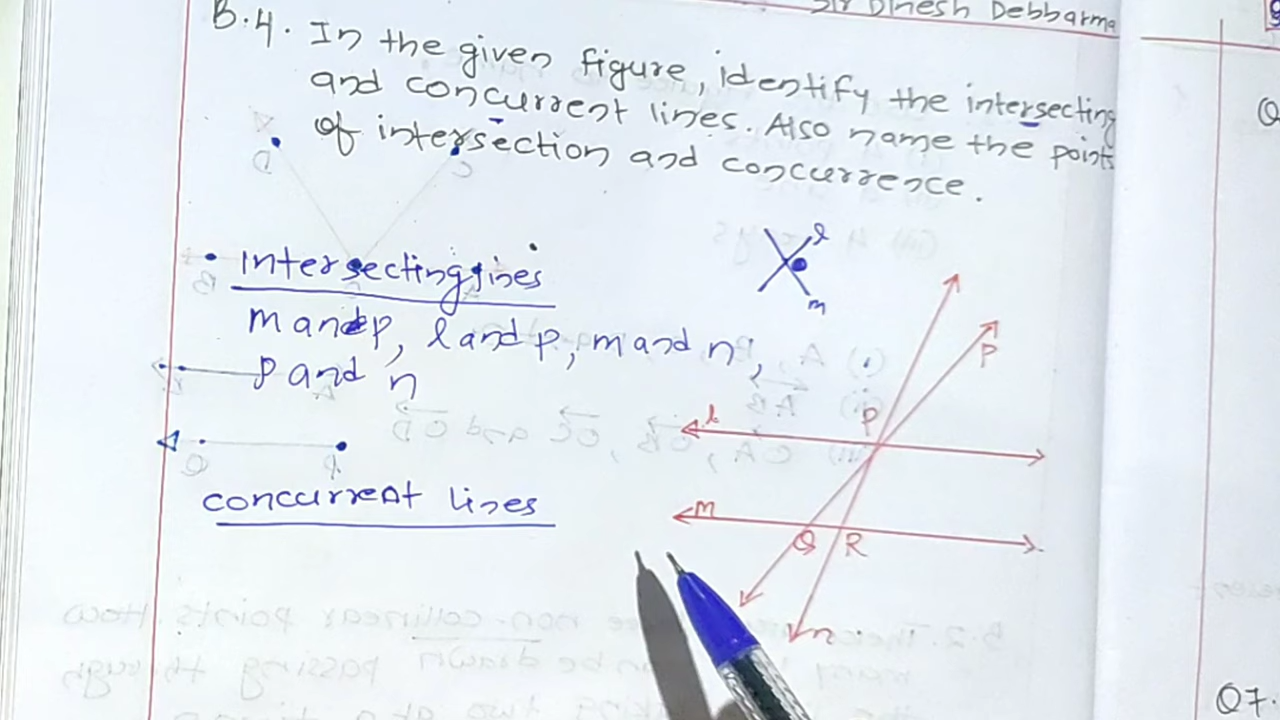 Sir Dinesh Debbarma
B.4. In the given figure, identify the intersecting
and concurrent lines. Also name the points
of intersection and concurrence.
Intersecting lines
m and p, l and p, m and n,
p and n
concurrent lines
l
m
P
P
l
m
Q R
n
Q
Q7.